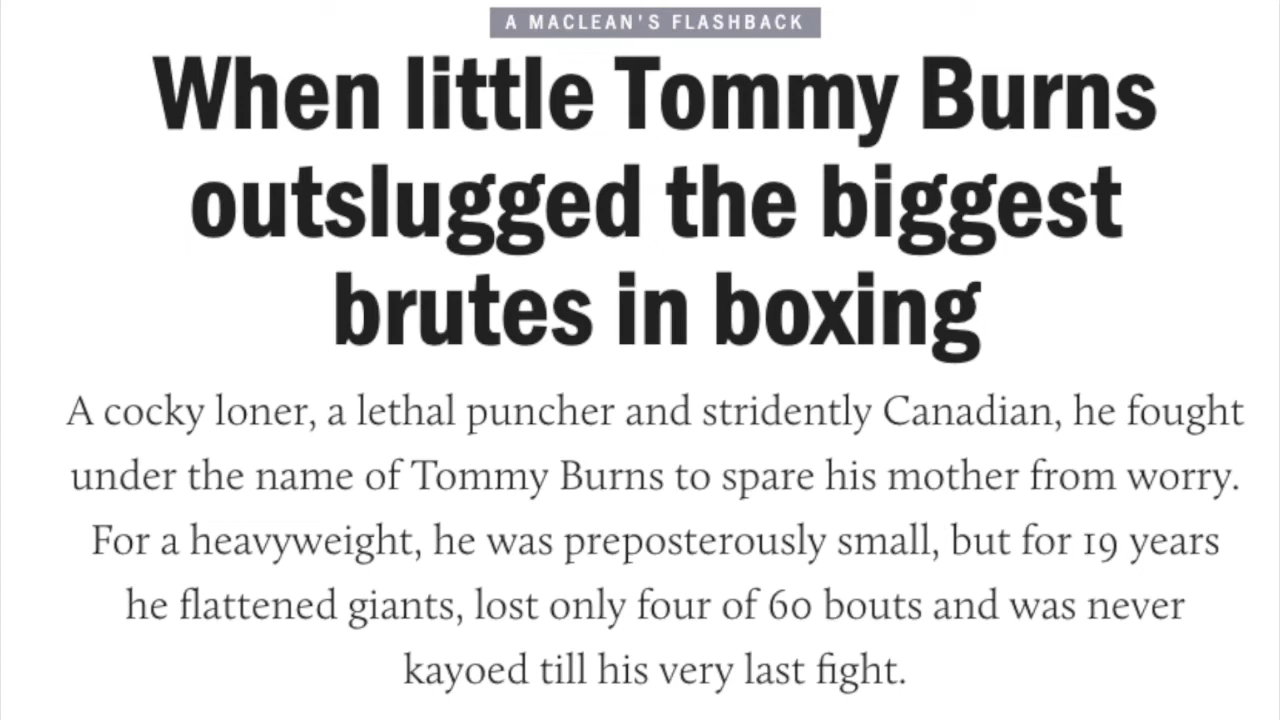 A MACLEAN'S FLASHBACK
When little Tommy Burns
outslugged the biggest
brutes in boxing
A cocky loner, a lethal puncher and stridently Canadian, he fought
under the name of Tommy Burns to spare his mother from worry.
For a heavyweight, he was preposterously small, but for 19 years
he flattened giants, lost only four of 60 bouts and was never
kayoed till his very last fight.